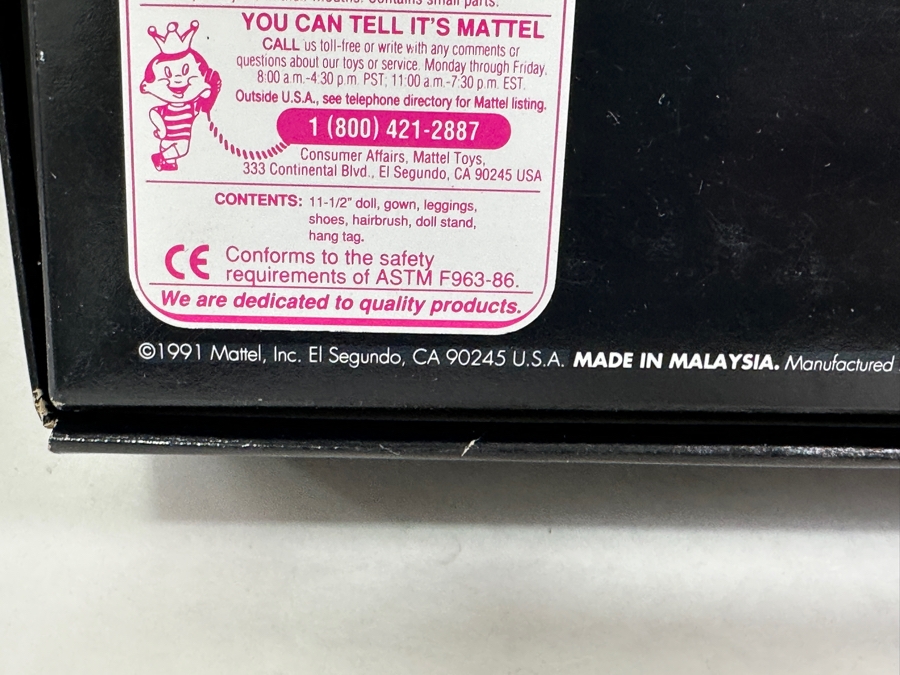 mouths. Contains small parts.
YOU CAN TELL IT'S MATTEL
CALL us toll-free or write with any comments or
questions about our toys or service. Monday through Friday,
8:00 a.m.-4:30 p.m. PST; 11:00 a.m.-7:30 p.m. EST.
Outside U.S.A., see telephone directory for Mattel listing.
1 (800) 421-2887
Consumer Affairs, Mattel Toys,
333 Continental Blvd., El Segundo, CA 90245 USA
CONTENTS: 11-1/2" doll, gown, leggings,
shoes, hairbrush, doll stand,
hang tag.
CE Conforms to the safety
requirements of ASTM F963-86.
We are dedicated to quality products.
©1991 Mattel, Inc. El Segundo, CA 90245 U.S.A. MADE IN MALAYSIA. Manufactured